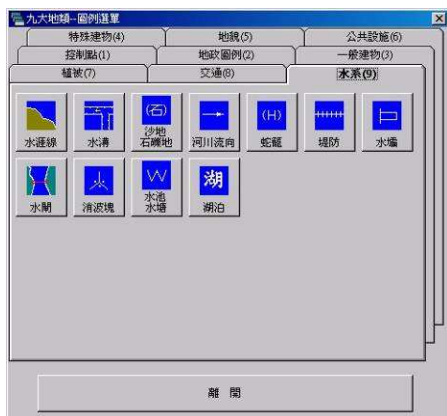 九大地類--圖例選單
特殊建物(4)
地貌(5)
公共設施(6)
控制點(1)
地政圖例(2)
一般建物(3)
植被(7)
交通(8)
水系(9)
水涯線
水溝
(石)
沙地
石礫地
河川流向
(H)
蛇籠
堤防
水壩
水閘
消波塊
水池
水塘
湖
湖泊
離 開